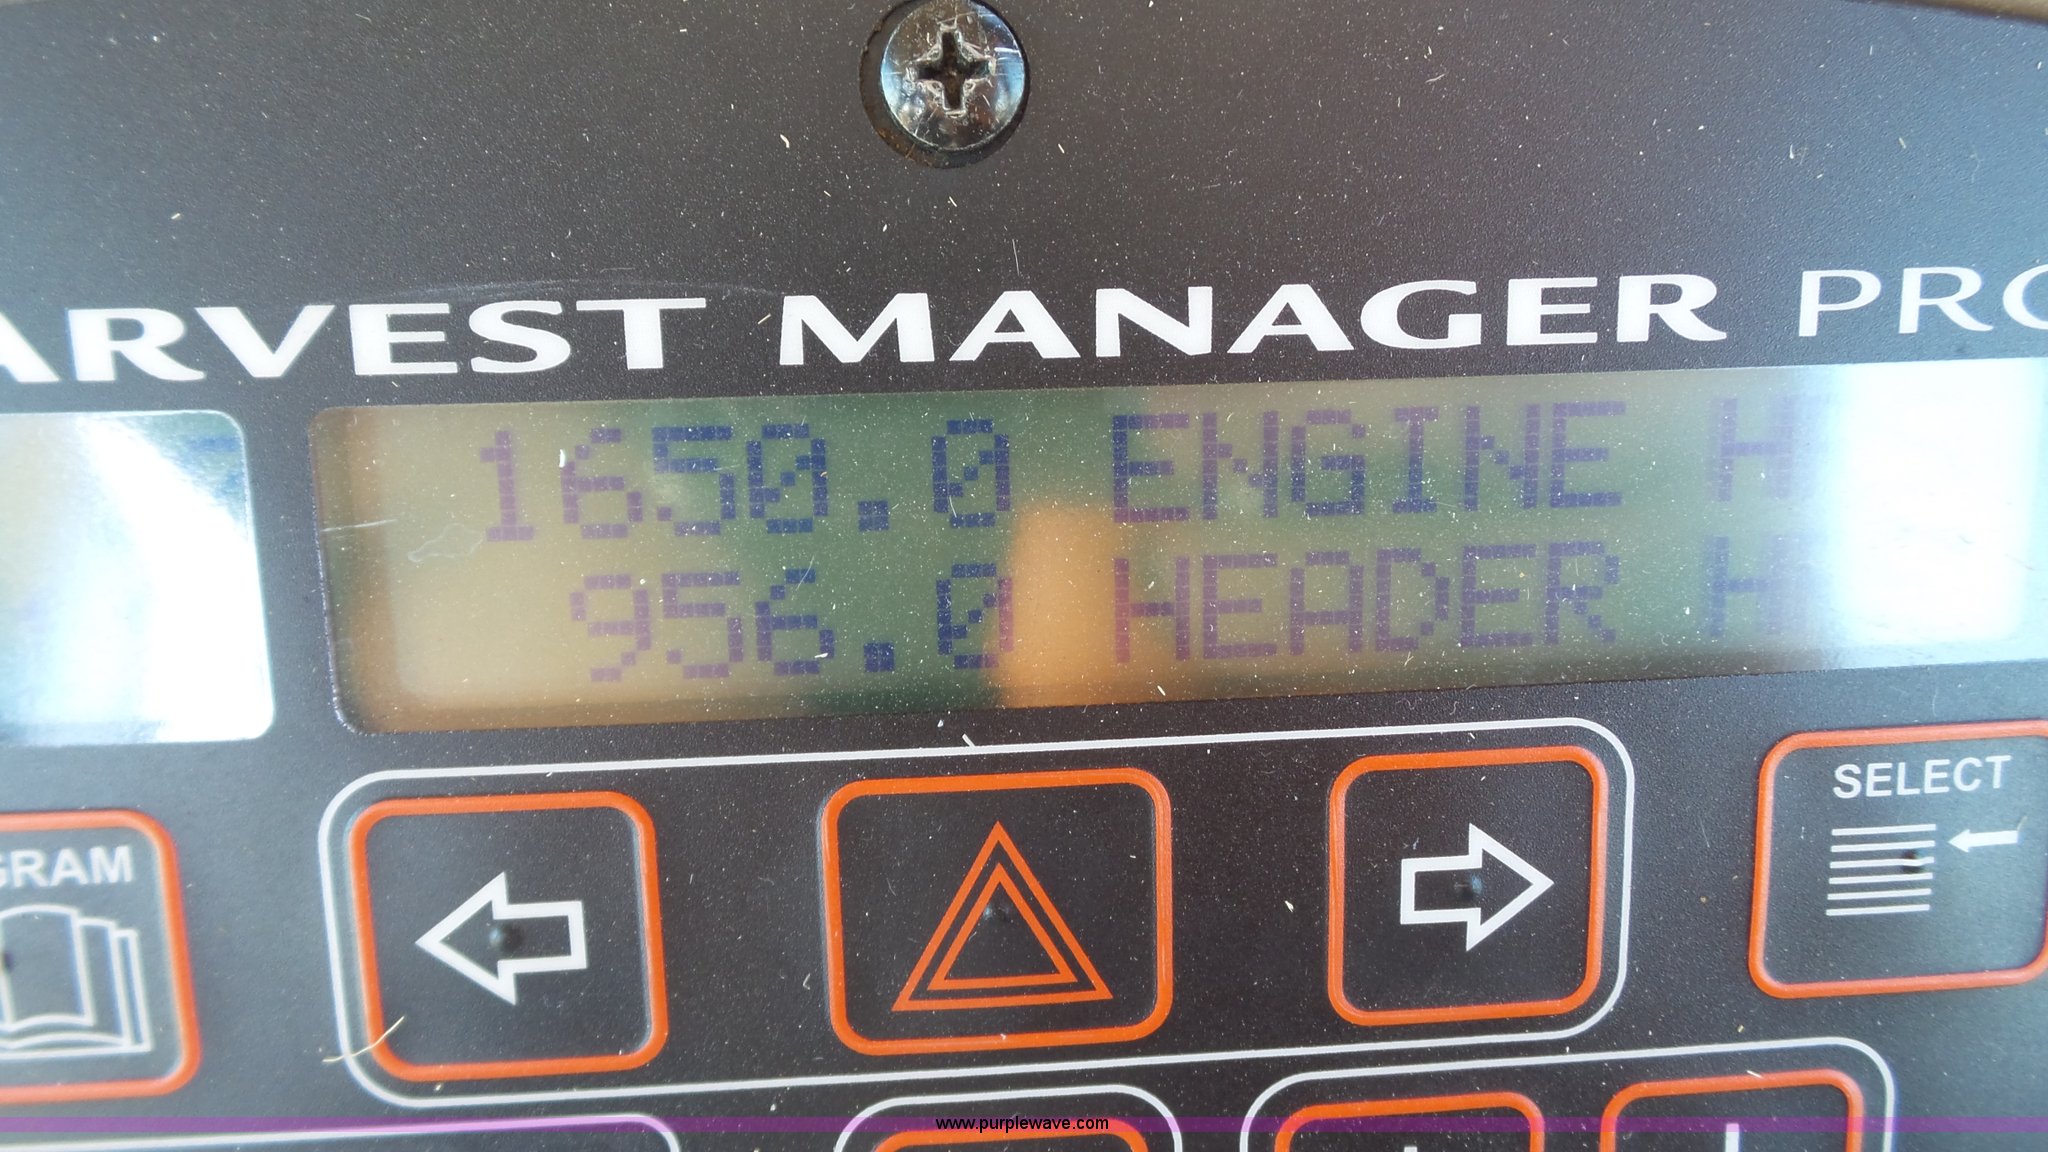 ARVEST MANAGER PRO
1650.0 ENGINE H
956.0 HEADER H
SELECT
GRAM
www.purplewave.com